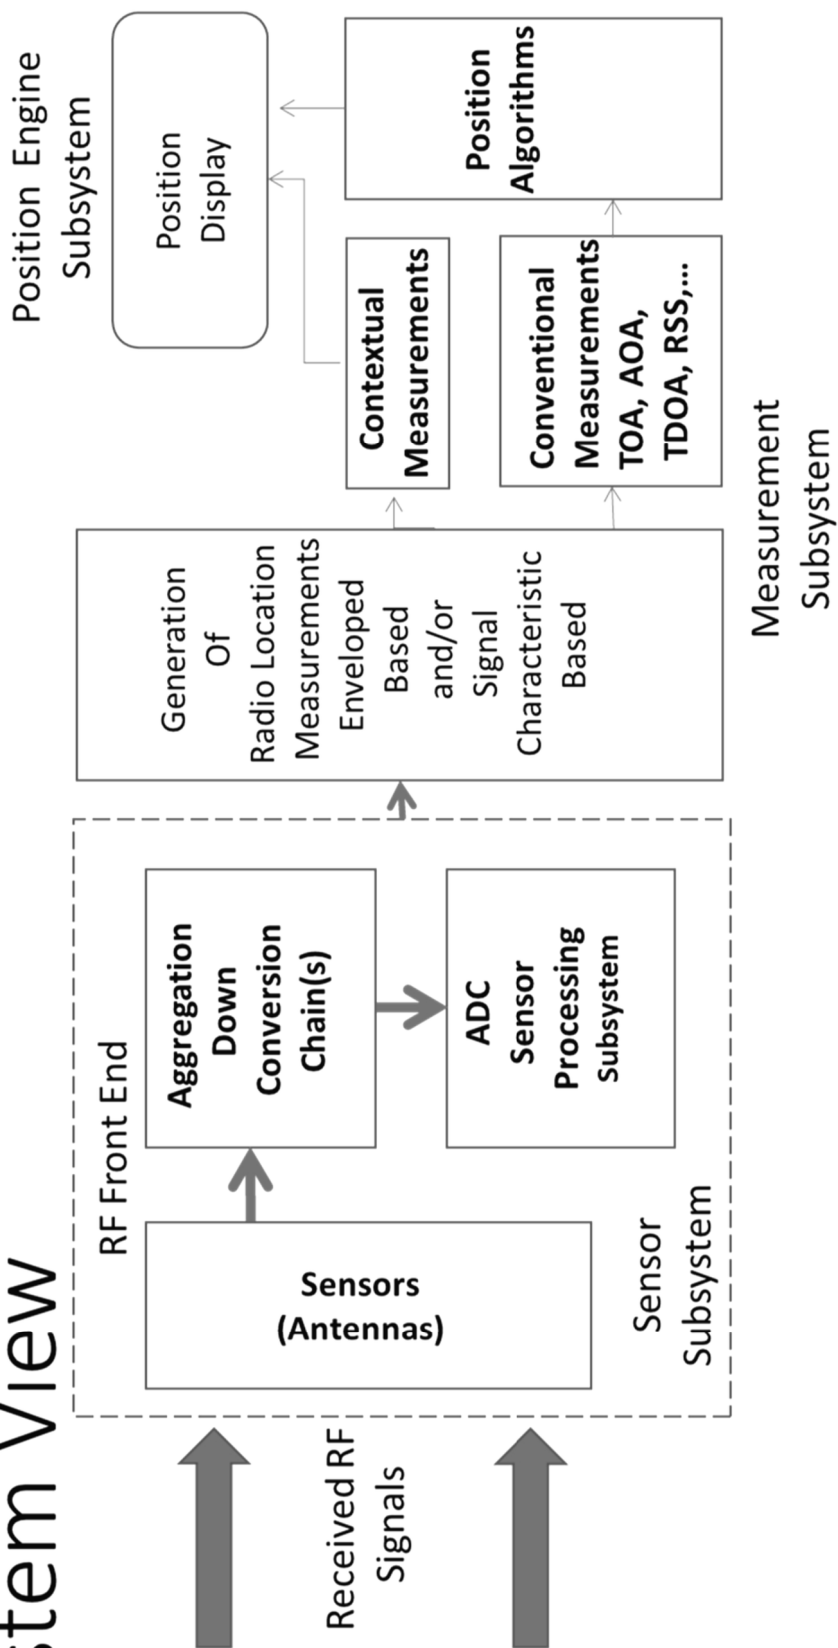 stem View
Received RF
Signals
RF Front End
Sensors
(Antennas)
Aggregation
Down
Conversion
Chain(s)
ADC
Sensor
Processing
Subsystem
Sensor
Subsystem
Generation
Of
Radio Location
Measurements
Enveloped
Based
and/or
Signal
Characteristic
Based
Contextual
Measurements
Conventional
Measurements
TOA, AOA,
TDOA, RSS,...
Measurement
Subsystem
Position Engine
Subsystem
Position
Display
Position
Algorithms